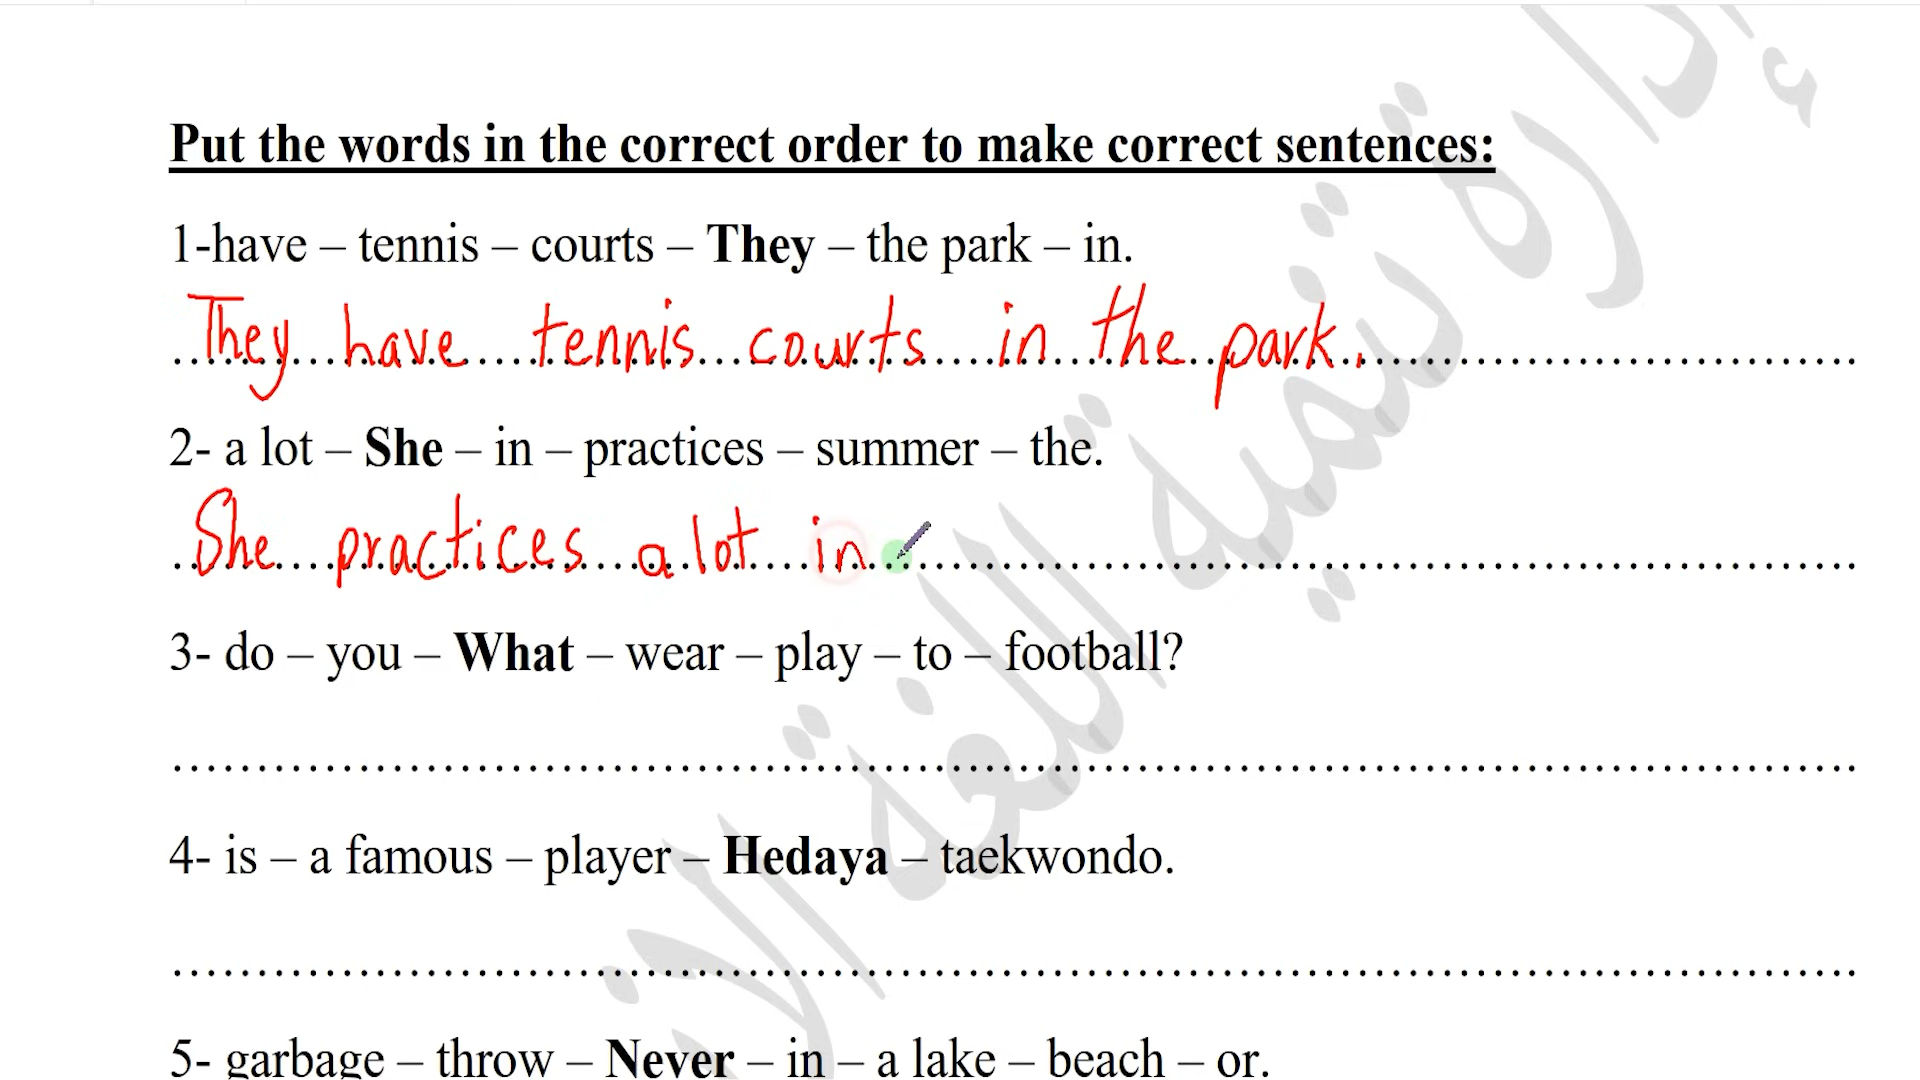 Put the words in the correct order to make correct sentences:
1-have – tennis – courts – They – the park – in.
They have tennis courts in the park.
2- a lot – She – in – practices – summer – the.
She practices a lot in
3- do – you – What – wear – play – to – football?
4- is – a famous – player – Hedaya – taekwondo.
5- garbage – throw – Never – in – a lake – beach – or.